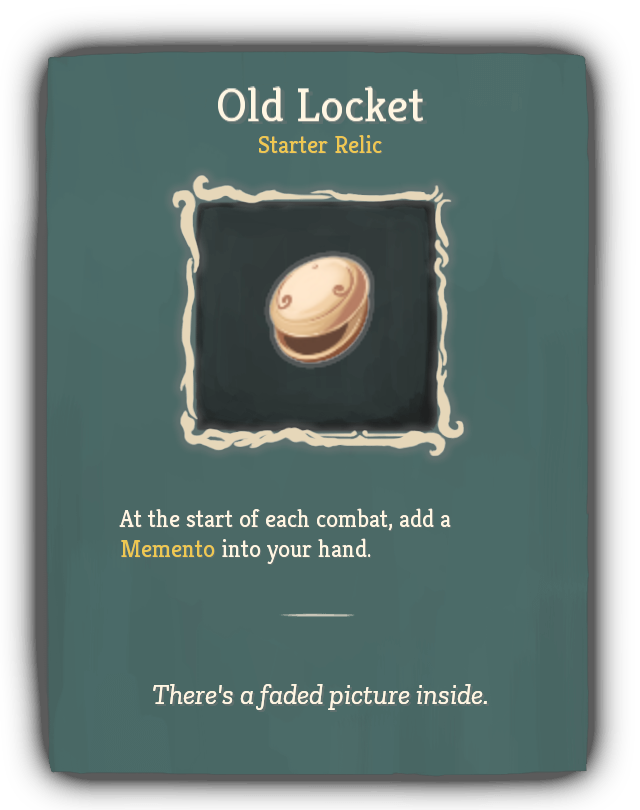 Old Locket
Starter Relic
At the start of each combat, add a
Memento into your hand.
There's a faded picture inside.